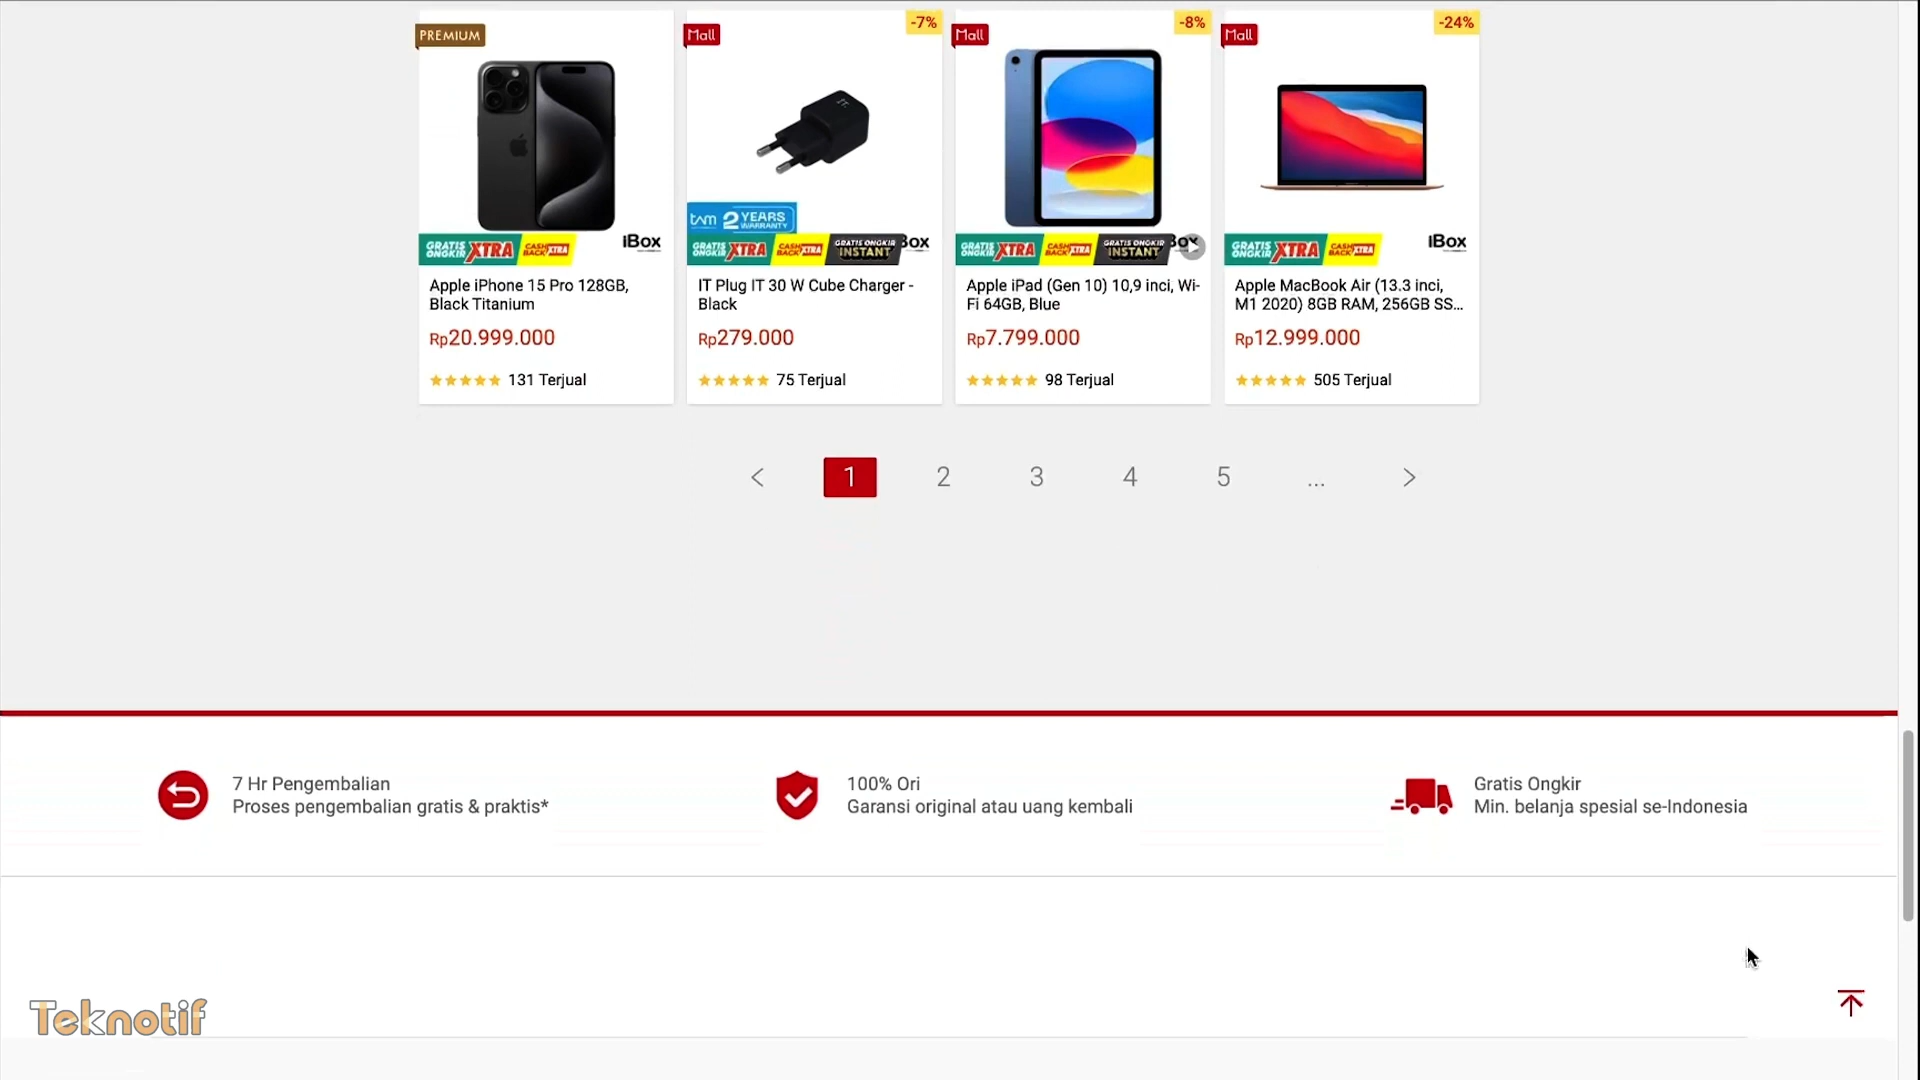 PREMIUM
Mall
-7%
Mall
-8%
Mall
-24%
IT.
tam 2 YEARS WARRANTY
GRATIS ONGKIR XTRA CASHBACK XTRA
iBox
GRATIS ONGKIR XTRA CASHBACK XTRA GRATIS ONGKIR INSTANT
GRATIS ONGKIR XTRA CASHBACK XTRA GRATIS ONGKIR INSTANT
GRATIS ONGKIR XTRA CASHBACK XTRA
iBox
Apple iPhone 15 Pro 128GB,
Black Titanium
Rp20.999.000
131 Terjual
IT Plug IT 30 W Cube Charger -
Black
Rp279.000
75 Terjual
Apple iPad (Gen 10) 10,9 inci, Wi-
Fi 64GB, Blue
Rp7.799.000
98 Terjual
Apple MacBook Air (13.3 inci,
M1 2020) 8GB RAM, 256GB SS...
Rp12.999.000
505 Terjual
< 1 2 3 4 5 ... >
7 Hr Pengembalian
Proses pengembalian gratis & praktis*
100% Ori
Garansi original atau uang kembali
Gratis Ongkir
Min. belanja spesial se-Indonesia
Teknotif